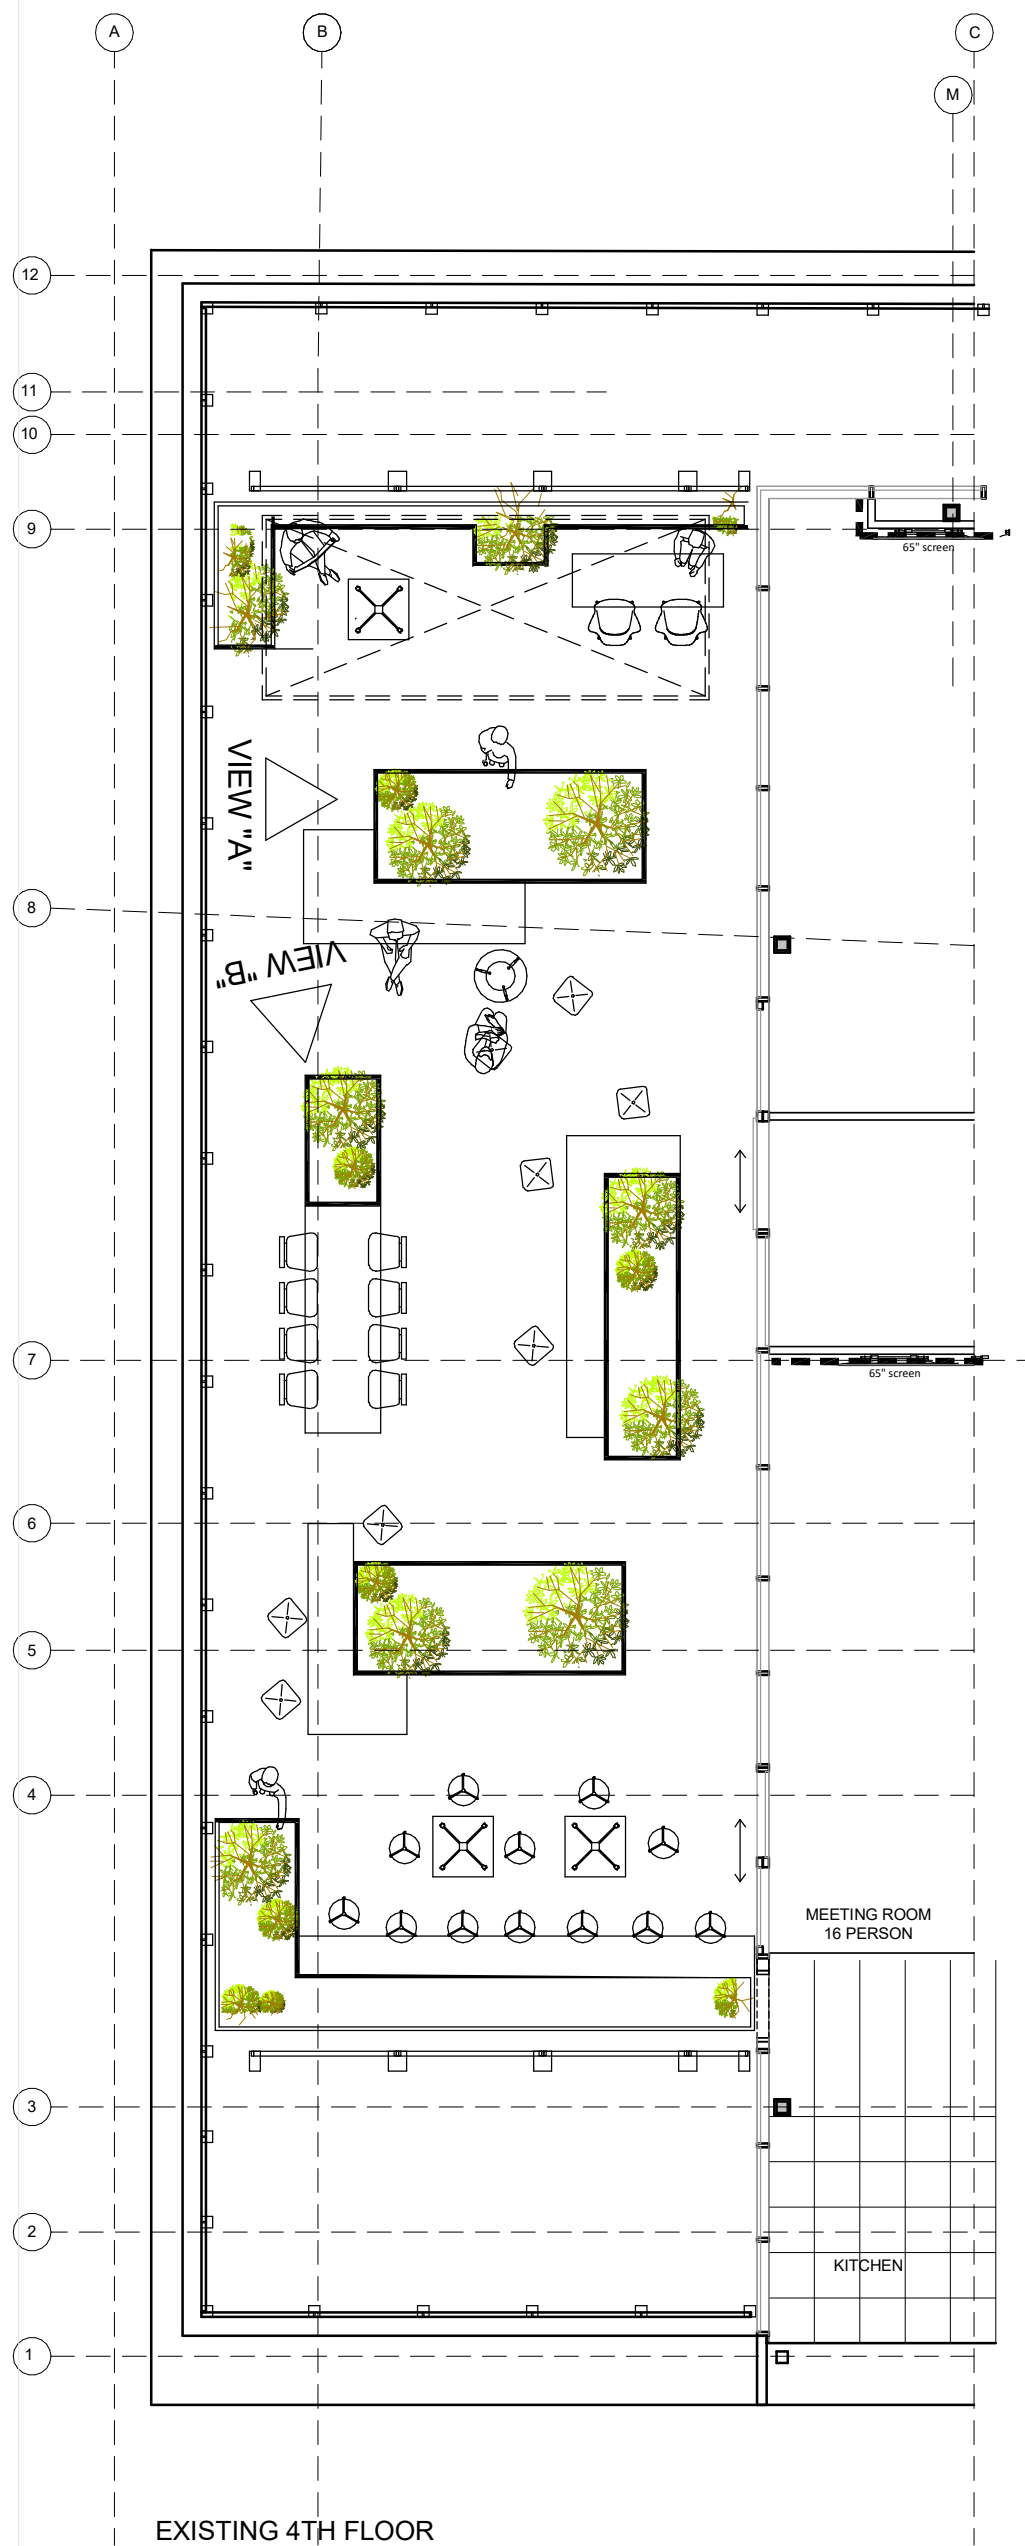 A
B
C
M
12
11
10
9
65" screen
VIEW "A"
8
VIEW "B"
7
65" screen
6
5
4
MEETING ROOM
16 PERSON
3
2
KITCHEN
1
EXISTING 4TH FLOOR